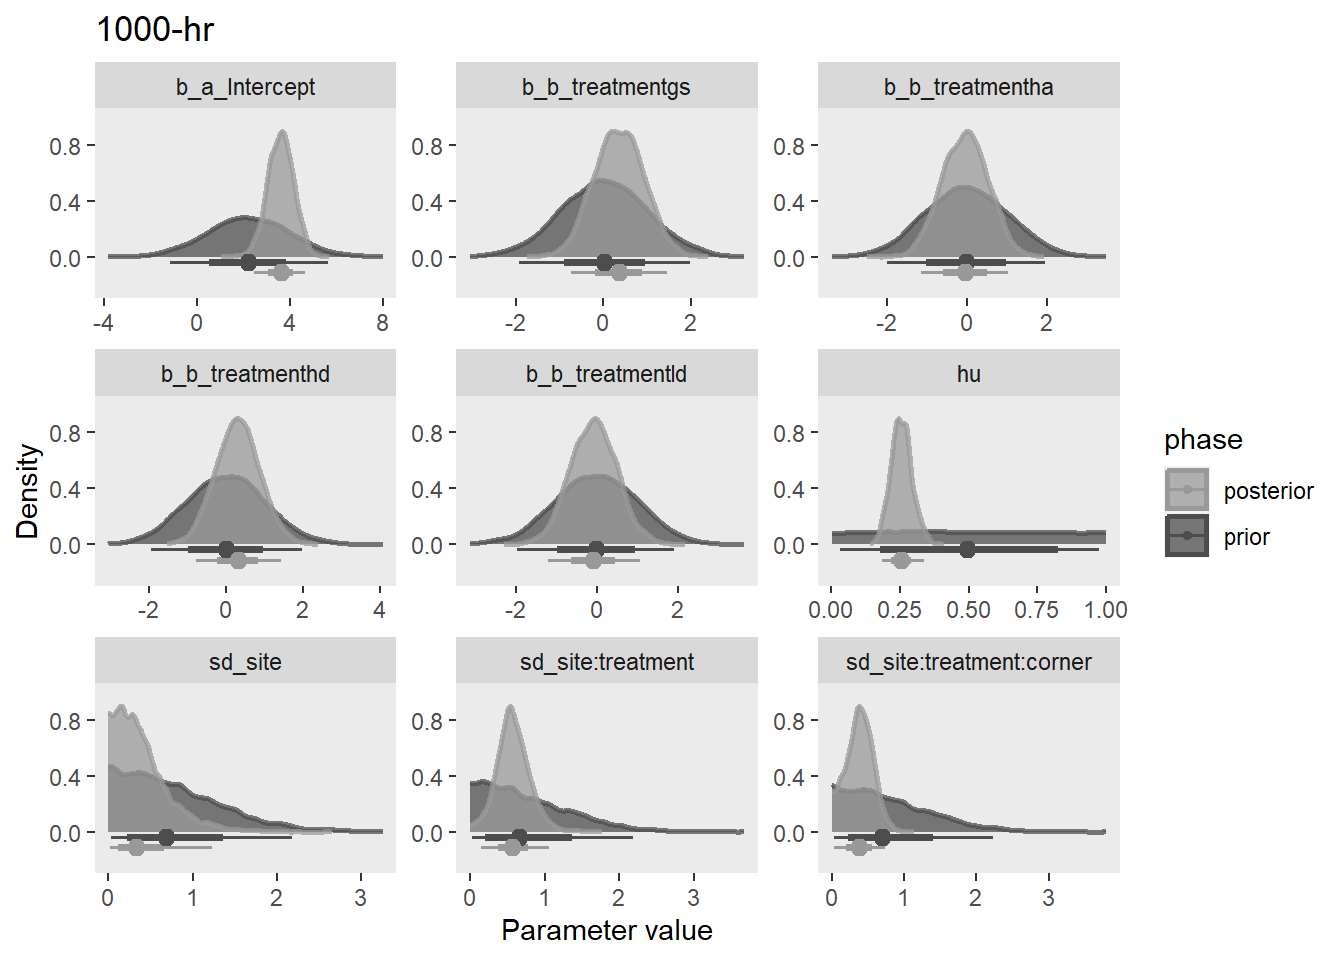 1000-hr
b_a_Intercept b_b_treatmentgs b_b_treatmentha
0.8 0.8 0.8
0.4 0.4 0.4
0.0 0.0 0.0
-4 0 4 8 -2 0 2 -2 0 2
b_b_treatmenthd b_b_treatmentld hu
0.8 0.8 0.8
0.4 0.4 0.4
0.0 0.0 0.0
-2 0 2 4 -2 0 2 0.00 0.25 0.50 0.75 1.00
sd_site sd_site:treatment sd_site:treatment:corner
0.8 0.8 0.8
0.4 0.4 0.4
0.0 0.0 0.0
0 1 2 3 0 1 2 3 0 1 2 3
Parameter value
Density
phase
posterior
prior